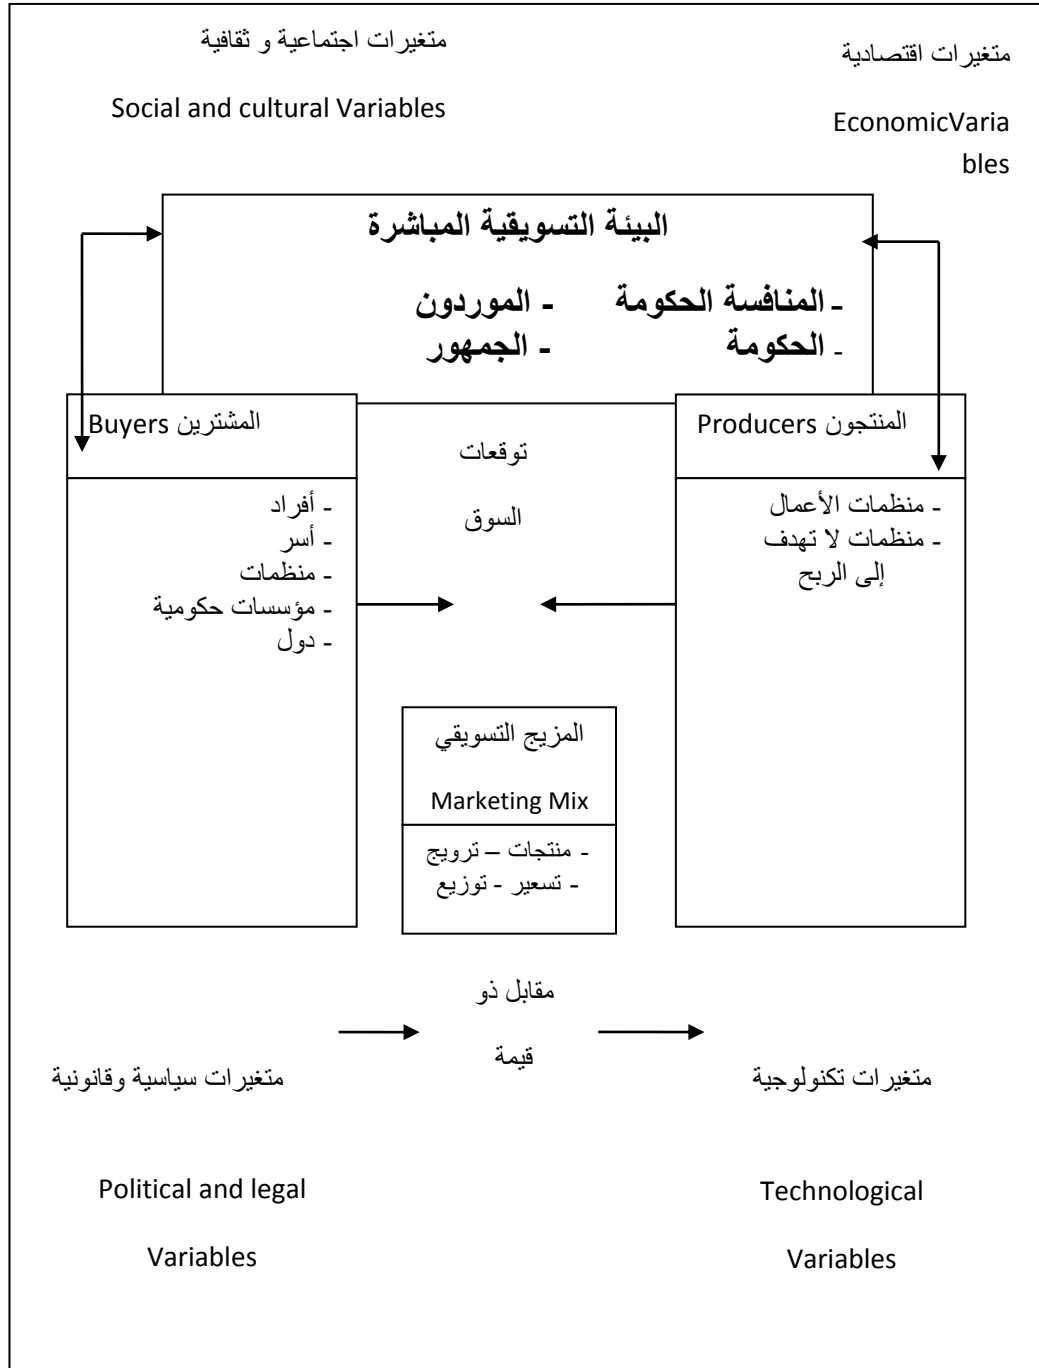 متغيرات اقتصادية
EconomicVaria
bles
متغيرات اجتماعية و ثقافية
Social and cultural Variables
البيئة التسويقية المباشرة
- المنافسة الحكومة - الموردون
- الحكومة - الجمهور
المنتجون Producers
- منظمات الأعمال
- منظمات لا تهدف
إلى الربح
توقعات
السوق
المشترين Buyers
- أفراد
- أسر
- منظمات
- مؤسسات حكومية
- دول
المزيج التسويقي
Marketing Mix
- منتجات – ترويج
- تسعير - توزيع
مقابل ذو
قيمة
متغيرات تكنولوجية
Technological
Variables
متغيرات سياسية وقانونية
Political and legal
Variables